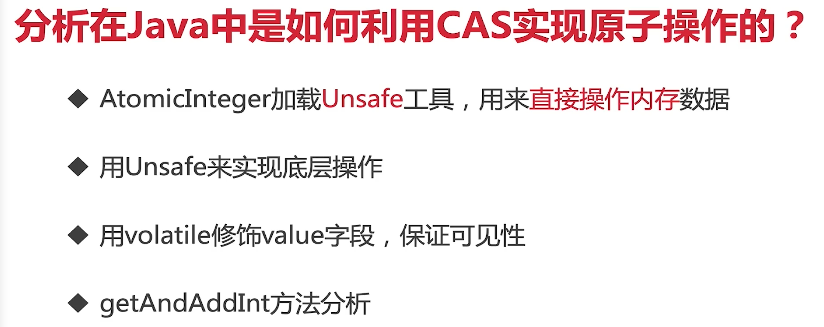 分析在Java中是如何利用CAS实现原子操作的？
◆ AtomicInteger加载Unsafe工具，用来直接操作内存数据
◆ 用Unsafe来实现底层操作
◆ 用volatile修饰value字段，保证可见性
◆ getAndAddInt方法分析